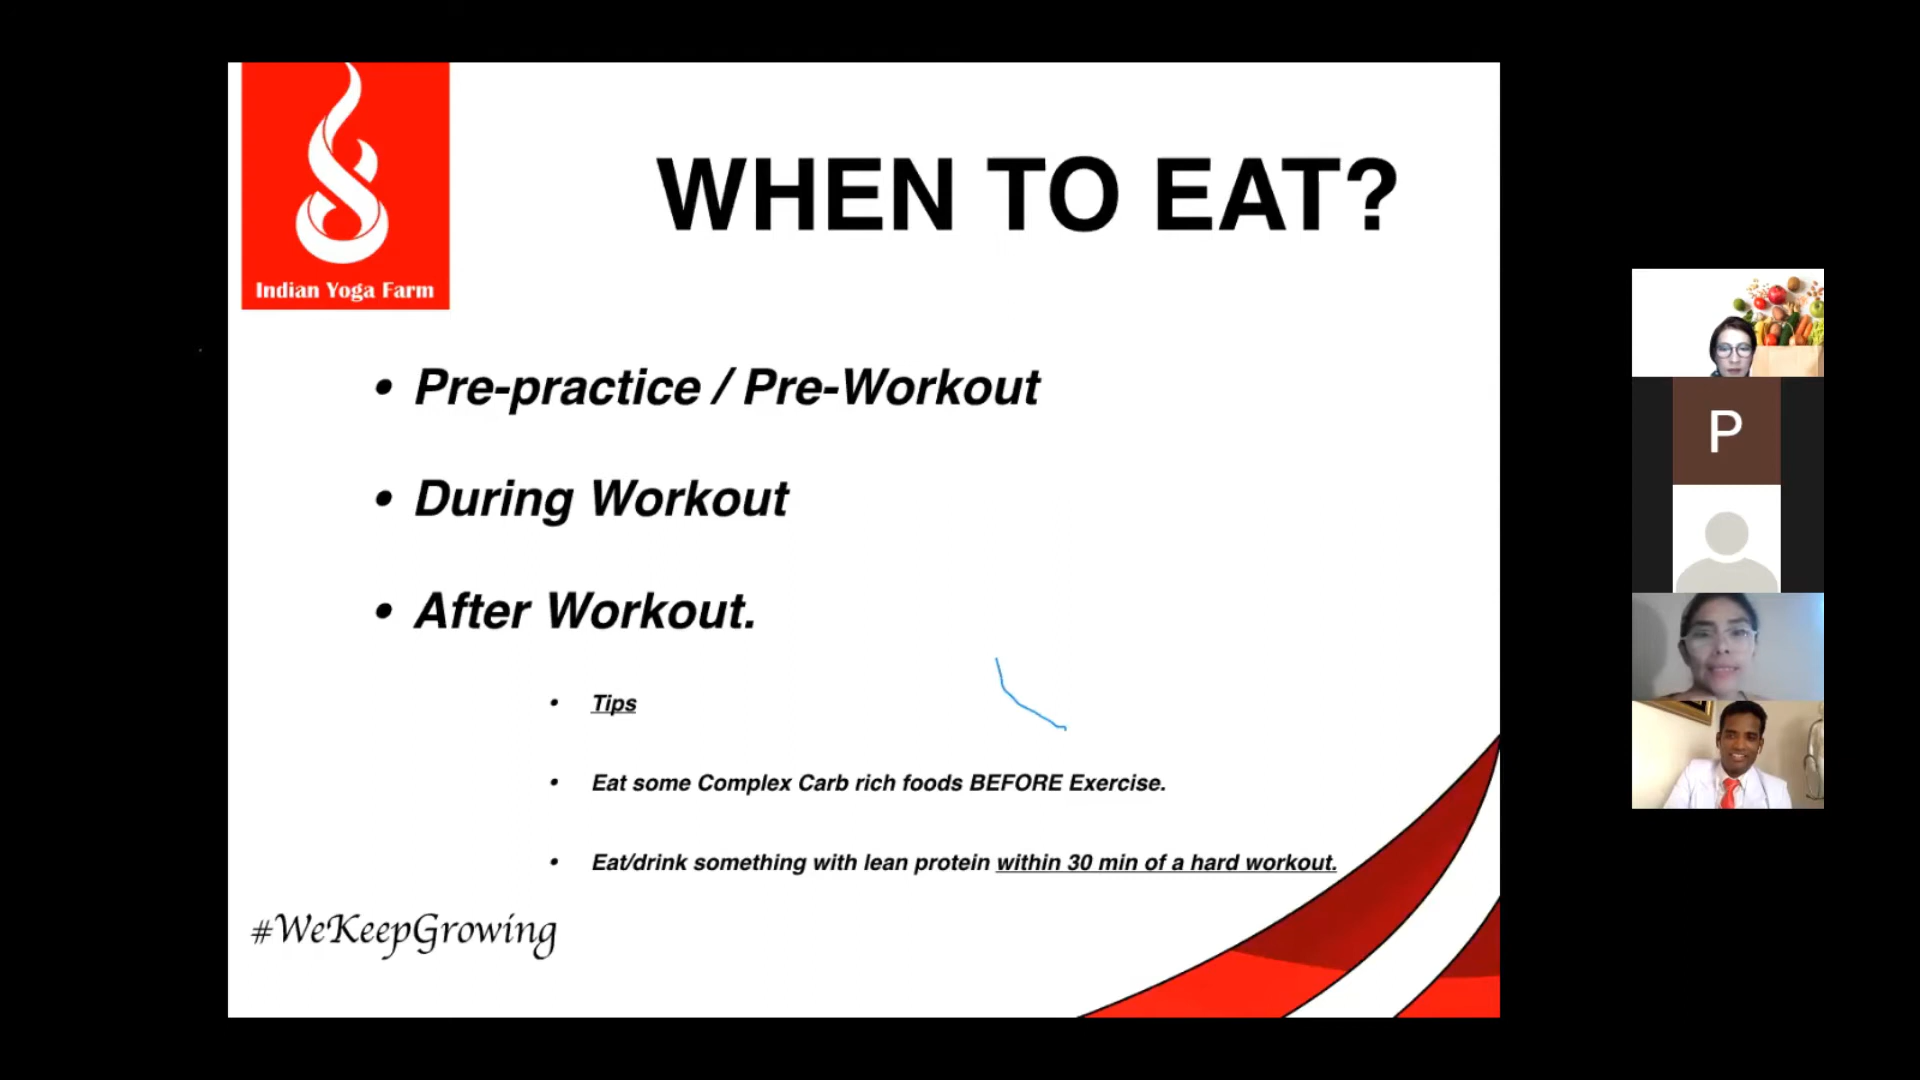 Indian Yoga Farm
WHEN TO EAT?
• Pre-practice / Pre-Workout
• During Workout
• After Workout.
• Tips
• Eat some Complex Carb rich foods BEFORE Exercise.
• Eat/drink something with lean protein within 30 min of a hard workout.
#WeKeepGrowing
P